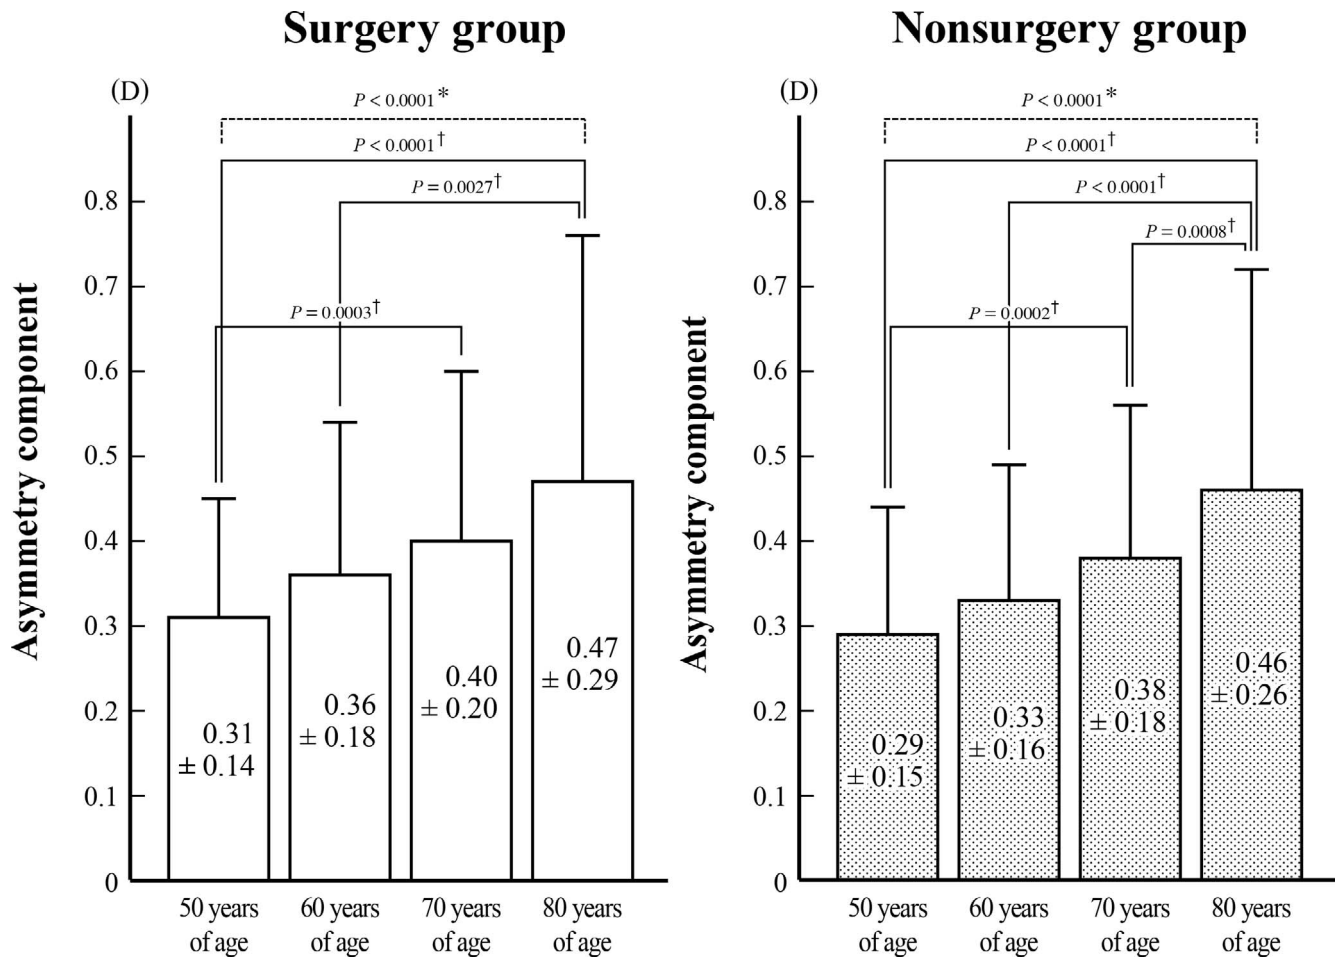 Surgery group
(D)
P < 0.0001*
P < 0.0001†
P = 0.0027†
P = 0.0003†
Asymmetry component
0.8
0.7
0.6
0.5
0.4
0.3
0.2
0.1
0
0.31
± 0.14
0.36
± 0.18
0.40
± 0.20
0.47
± 0.29
50 years
of age
60 years
of age
70 years
of age
80 years
of age
Nonsurgery group
(D)
P < 0.0001*
P < 0.0001†
P < 0.0001†
P = 0.0008†
P = 0.0002†
Asymmetry component
0.8
0.7
0.6
0.5
0.4
0.3
0.2
0.1
0
0.29
± 0.15
0.33
± 0.16
0.38
± 0.18
0.46
± 0.26
50 years
of age
60 years
of age
70 years
of age
80 years
of age